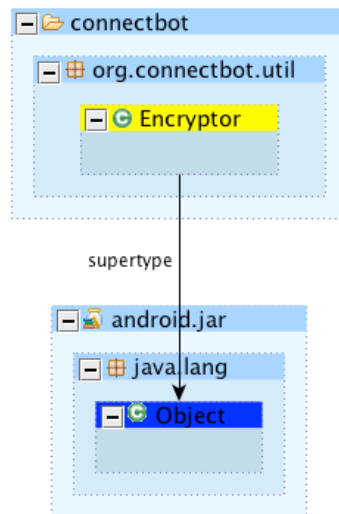 connectbot
org.connectbot.util
Encryptor
supertype
android.jar
java.lang
Object